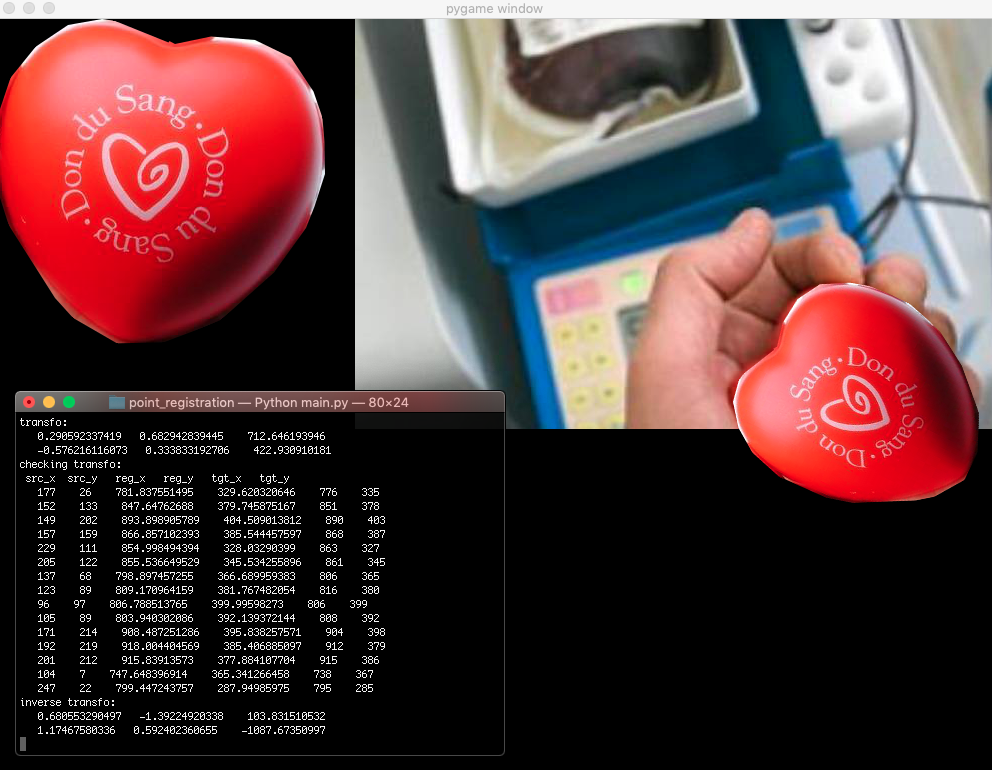 pygame window
Don du Sang · Don du Sang ·
Don du Sang · Don du Sang
point_registration — Python main.py — 80×24
transfo:
0.290592337419 0.682942839445 712.646193946
-0.576216116073 0.333833192706 422.930910181
checking transfo:
src_x src_y reg_x reg_y tgt_x tgt_y
177 26 781.837551495 329.620320646 776 335
152 133 847.64762688 379.745875167 851 378
149 202 893.898905789 404.509013812 890 403
157 159 866.857102393 385.544457597 868 387
229 111 854.998494394 328.03290399 863 327
205 122 855.536649529 345.534255896 861 345
137 68 798.897457255 366.689959383 806 365
123 89 809.170964159 381.767482054 816 380
96 97 806.788513765 399.99598273 806 399
105 89 803.940302086 392.139372144 808 392
171 214 908.487251286 395.838257571 904 398
192 219 918.004404569 385.406885097 912 379
201 212 915.83913573 377.884107704 915 386
104 7 747.648396914 365.341266458 738 367
247 22 799.447243757 287.94985975 795 285
inverse transfo:
0.680553290497 -1.39224920338 103.831510532
1.17467580336 0.592402360655 -1087.67350997